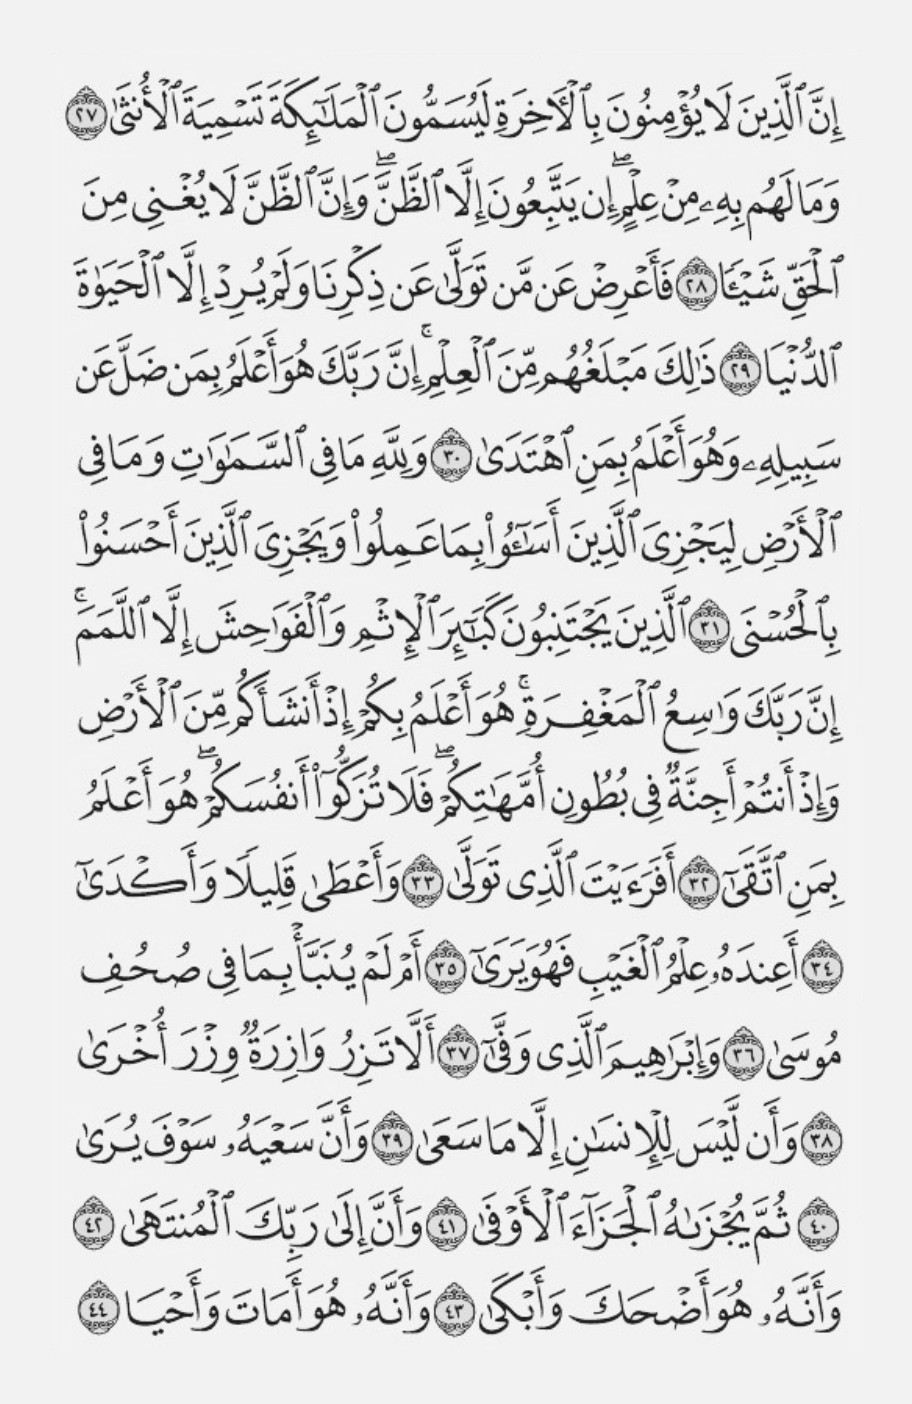 إِنَّ ٱلَّذِينَ لَا يُؤْمِنُونَ بِٱلْأَخِرَةِ لَيُسَمُّونَ ٱلْمَلَٰٓئِكَةَ تَسْمِيَةَ ٱلْأُنثَىٰ ٢٧
وَمَا لَهُم بِهِۦ مِنْ عِلْمٍ ۖ إِن يَتَّبِعُونَ إِلَّا ٱلظَّنَّ ۖ وَإِنَّ ٱلظَّنَّ لَا يُغْنِى مِنَ
ٱلْحَقِّ شَيْـًٔا ٢٨ فَأَعْرِضْ عَن مَّن تَوَلَّىٰ عَن ذِكْرِنَا وَلَمْ يُرِدْ إِلَّا ٱلْحَيَوٰةَ
ٱلدُّنْيَا ٢٩ ذَٰلِكَ مَبْلَغُهُم مِّنَ ٱلْعِلْمِ ۚ إِنَّ رَبَّكَ هُوَ أَعْلَمُ بِمَن ضَلَّ عَن
سَبِيلِهِۦ وَهُوَ أَعْلَمُ بِمَنِ ٱهْتَدَىٰ ٣٠ وَلِلَّهِ مَا فِى ٱلسَّمَٰوَٰتِ وَمَا فِى
ٱلْأَرْضِ لِيَجْزِىَ ٱلَّذِينَ أَسَٰٓـُٔوا۟ بِمَا عَمِلُوا۟ وَيَجْزِىَ ٱلَّذِينَ أَحْسَنُوا۟
بِٱلْحُسْنَى ٣١ ٱلَّذِينَ يَجْتَنِبُونَ كَبَٰٓئِرَ ٱلْإِثْمِ وَٱلْفَوَٰحِشَ إِلَّا ٱللَّمَمَ ۚ
إِنَّ رَبَّكَ وَٰسِعُ ٱلْمَغْفِرَةِ ۚ هُوَ أَعْلَمُ بِكُمْ إِذْ أَنشَأَكُم مِّنَ ٱلْأَرْضِ
وَإِذْ أَنتُمْ أَجِنَّةٌ فِى بُطُونِ أُمَّهَٰتِكُمْ ۖ فَلَا تُزَكُّوٓا۟ أَنفُسَكُمْ ۖ هُوَ أَعْلَمُ
بِمَنِ ٱتَّقَىٰٓ ٣٢ أَفَرَءَيْتَ ٱلَّذِى تَوَلَّىٰ ٣٣ وَأَعْطَىٰ قَلِيلًا وَأَكْدَىٰٓ
٣٤ أَعِندَهُۥ عِلْمُ ٱلْغَيْبِ فَهُوَ يَرَىٰٓ ٣٥ أَمْ لَمْ يُنَبَّأْ بِمَا فِى صُحُفِ
مُوسَىٰ ٣٦ وَإِبْرَٰهِيمَ ٱلَّذِى وَفَّىٰٓ ٣٧ أَلَّا تَزِرُ وَازِرَةٌ وِزْرَ أُخْرَىٰ
٣٨ وَأَن لَّيْسَ لِلْإِنسَٰنِ إِلَّا مَا سَعَىٰ ٣٩ وَأَنَّ سَعْيَهُۥ سَوْفَ يُرَىٰ
٤٠ ثُمَّ يُجْزَىٰهُ ٱلْجَزَآءَ ٱلْأَوْفَىٰ ٤١ وَأَنَّ إِلَىٰ رَبِّكَ ٱلْمُنتَهَىٰ ٤٢
وَأَنَّهُۥ هُوَ أَضْحَكَ وَأَبْكَىٰ ٤٣ وَأَنَّهُۥ هُوَ أَمَاتَ وَأَحْيَا ٤٤